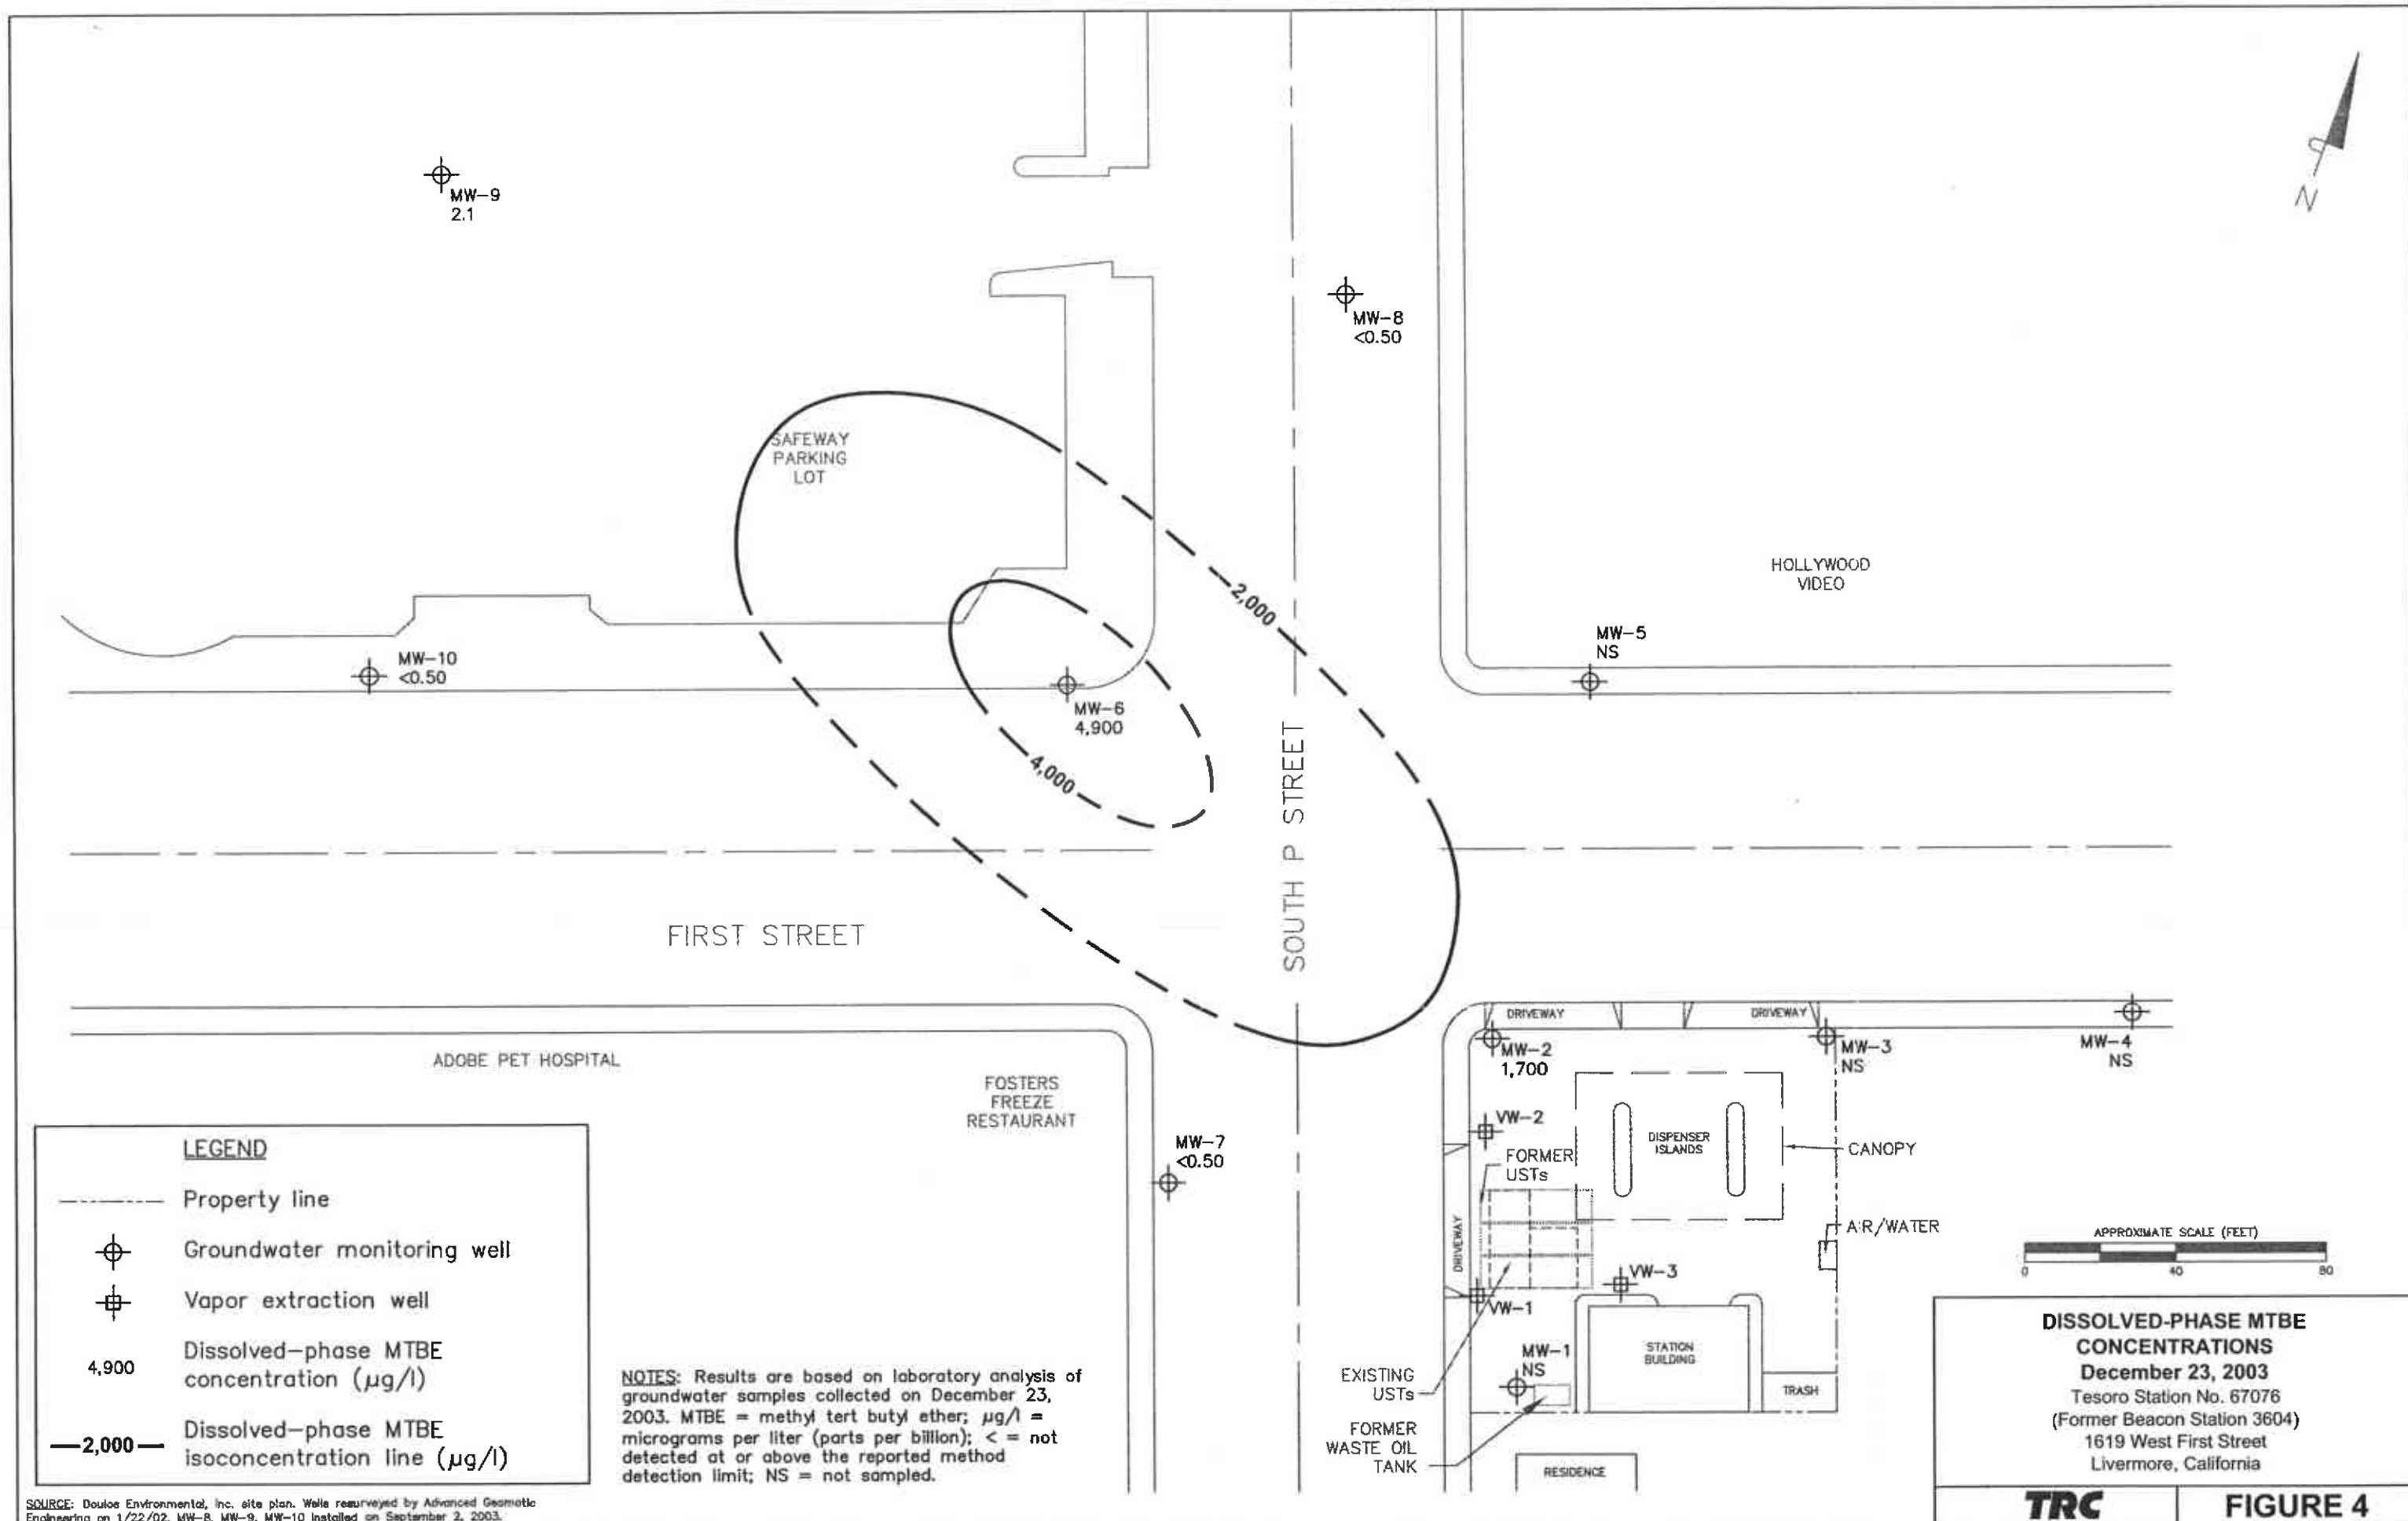 N
MW-9
2.1
MW-8
<0.50
SAFEWAY
PARKING
LOT
HOLLYWOOD
VIDEO
2,000
MW-5
NS
MW-10
<0.50
MW-6
4,900
4,000
SOUTH P STREET
FIRST STREET
DRIVEWAY
DRIVEWAY
MW-2
1,700
MW-3
NS
MW-4
NS
ADOBE PET HOSPITAL
FOSTERS
FREEZE
RESTAURANT
MW-7
<0.50
VW-2
FORMER
USTs
DISPENSER
ISLANDS
CANOPY
AIR/WATER
DRIVEWAY
VW-3
VW-1
MW-1
NS
STATION
BUILDING
TRASH
EXISTING
USTs
FORMER
WASTE OIL
TANK
RESIDENCE
LEGEND
Property line
Groundwater monitoring well
Vapor extraction well
4,900 Dissolved-phase MTBE
concentration (µg/l)
2,000 Dissolved-phase MTBE
isoconcentration line (µg/l)
NOTES: Results are based on laboratory analysis of
groundwater samples collected on December 23,
2003. MTBE = methyl tert butyl ether; µg/l =
micrograms per liter (parts per billion); < = not
detected at or above the reported method
detection limit; NS = not sampled.
SOURCE: Doulos Environmental, Inc. site plan. Wells resurveyed by Advanced Geomatic
Engineering on 1/22/02. MW-8, MW-9, MW-10 installed on September 2, 2003.
APPROXIMATE SCALE (FEET)
0 40 80
DISSOLVED-PHASE MTBE
CONCENTRATIONS
December 23, 2003
Tesoro Station No. 67076
(Former Beacon Station 3604)
1619 West First Street
Livermore, California
TRC
FIGURE 4